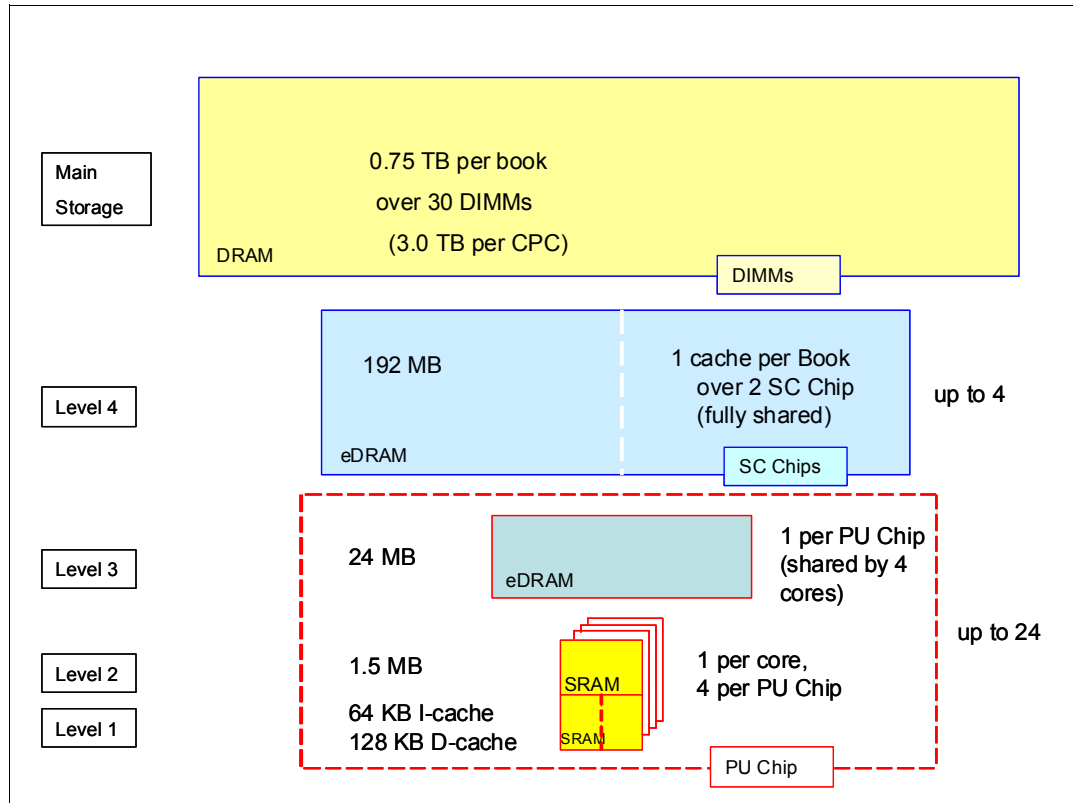 0.75 TB per book
over 30 DIMMs
(3.0 TB per CPC)
Main
Storage
DRAM
DIMMs
192 MB
1 cache per Book
over 2 SC Chip
(fully shared)
Level 4
up to 4
eDRAM
SC Chips
1 per PU Chip
(shared by 4
cores)
Level 3
24 MB
eDRAM
up to 24
Level 2
1.5 MB
SRAM
1 per core,
4 per PU Chip
Level 1
64 KB I-cache
128 KB D-cache
SRAM
PU Chip